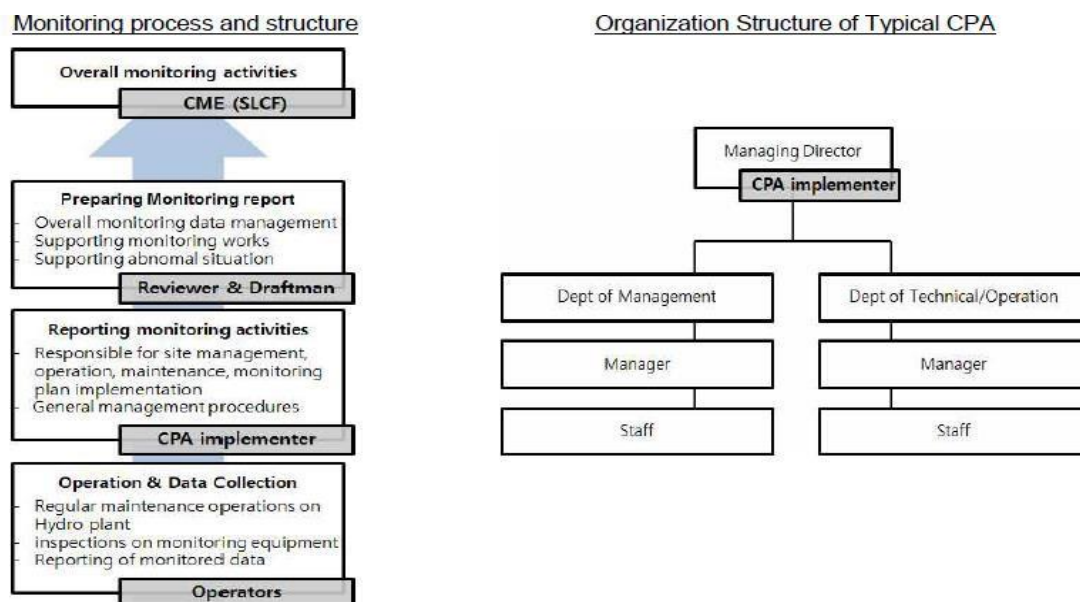 Monitoring process and structure
Overall monitoring activities
CME (SLCF)
Preparing Monitoring report
- Overall monitoring data management
- Supporting monitoring works
- Supporting abnomal situation
Reviewer & Draftman
Reporting monitoring activities
- Responsible for site management,
operation, maintenance, monitoring
plan implementation
- General management procedures
CPA implementer
Operation & Data Collection
- Regular maintenance operations on
Hydro plant
- inspections on monitoring equipment
- Reporting of monitored data
Operators
Organization Structure of Typical CPA
Managing Director
CPA implementer
Dept of Management
Manager
Staff
Dept of Technical/Operation
Manager
Staff